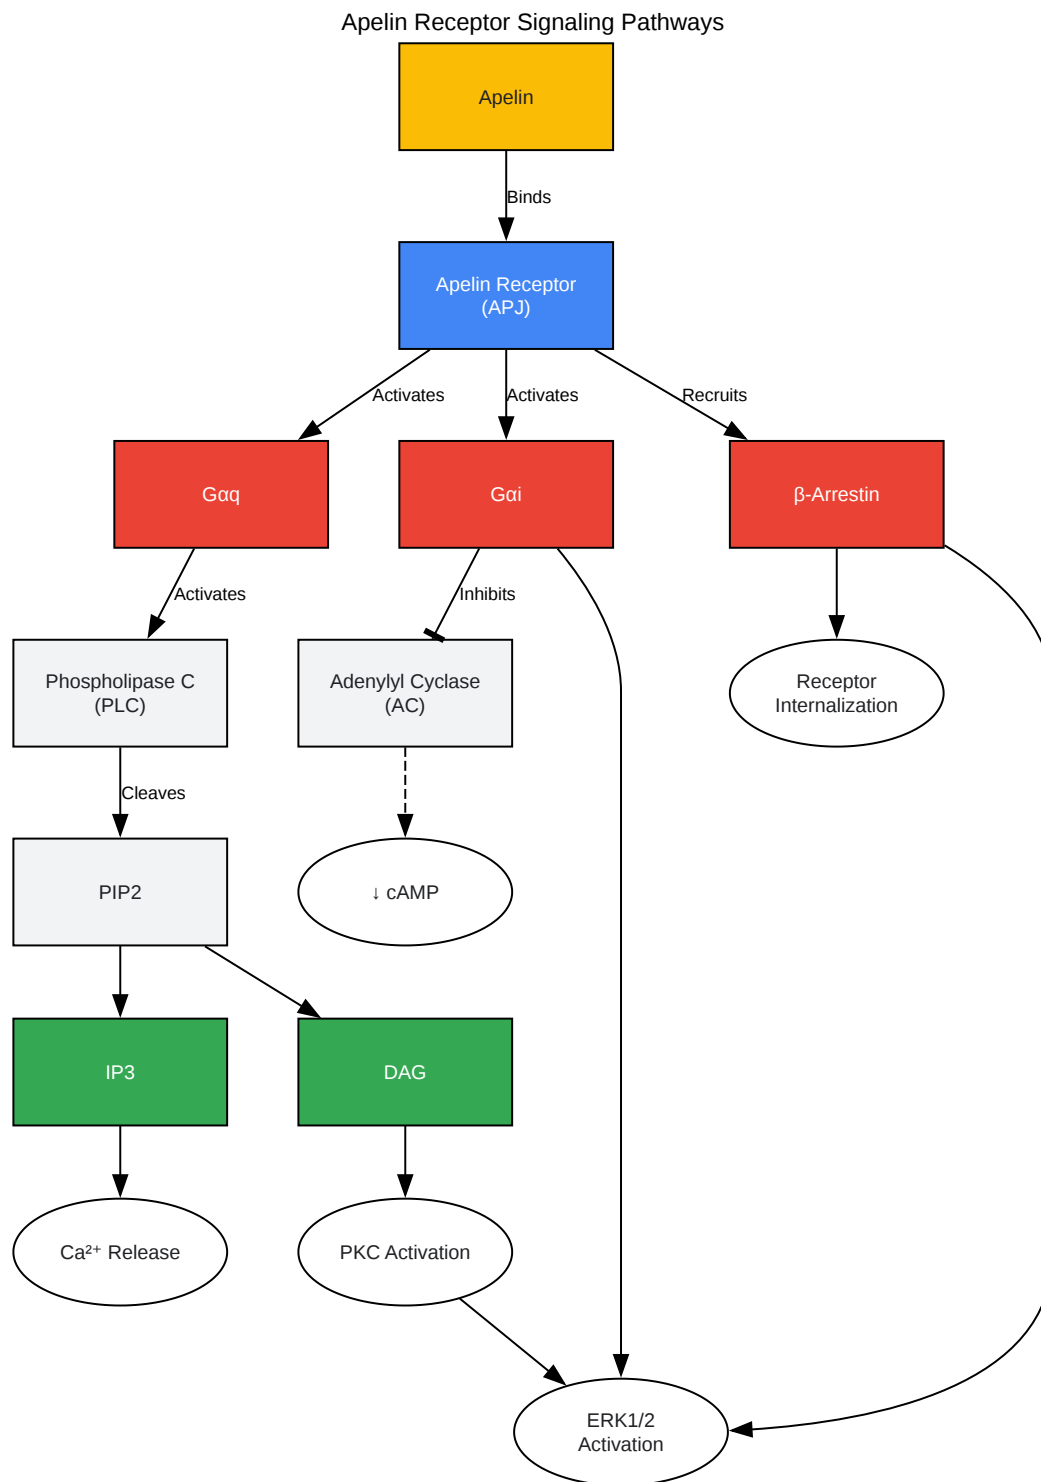 Apelin Receptor Signaling Pathways
Apelin
Binds
Apelin Receptor
(APJ)
Activates
Activates
Recruits
Gαq
Gαi
β-Arrestin
Activates
Inhibits
Phospholipase C
(PLC)
Adenylyl Cyclase
(AC)
Receptor
Internalization
Cleaves
PIP2
↓ cAMP
IP3
DAG
Ca²⁺ Release
PKC Activation
ERK1/2
Activation